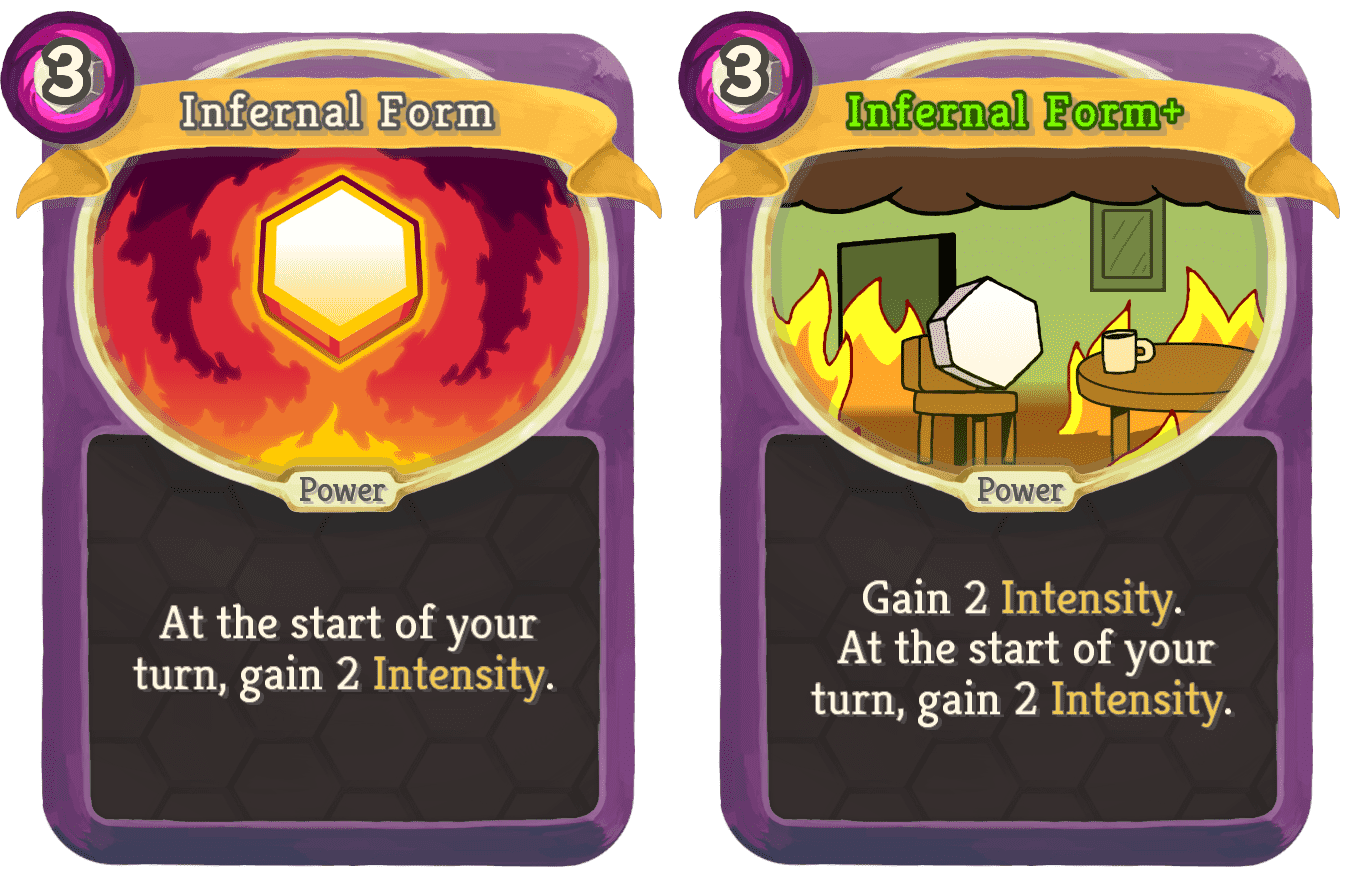 3
Infernal Form
Power
At the start of your
turn, gain 2 Intensity.
3
Infernal Form+
Power
Gain 2 Intensity.
At the start of your
turn, gain 2 Intensity.